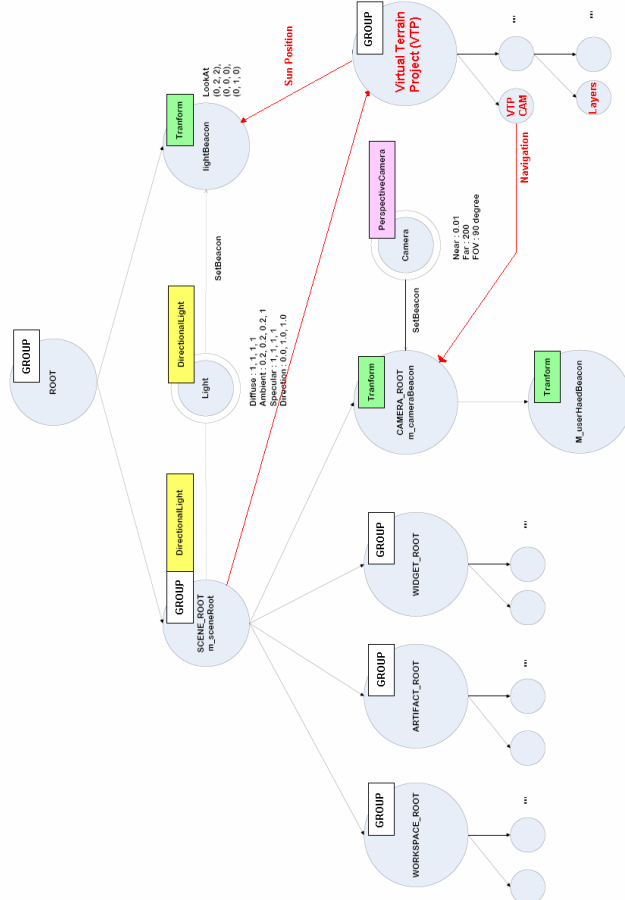 GROUP
ROOT
GROUP
DirectionalLight
SCENE_ROOT
m_sceneRoot
DirectionalLight
Light
Diffuse : 1, 1, 1, 1
Ambient : 0.2, 0.2, 0.2, 1
Specular : 1, 1, 1, 1
Direction : 0.0, 1.0, 1.0
SetBeacon
Tranform
lightBeacon
LookAt
(0, 2, 2),
(0, 0, 0),
(0, 1, 0)
Sun Position
GROUP
WORKSPACE_ROOT
...
GROUP
ARTIFACT_ROOT
...
GROUP
WIDGET_ROOT
...
Tranform
CAMERA_ROOT
m_cameraBeacon
SetBeacon
PerspectiveCamera
Camera
Near : 0.01
Far : 200
FOV : 90 degree
Tranform
M_userHaedBeacon
GROUP
Virtual Terrain
Project (VTP)
VTP
CAM
Navigation
...
Layers
...